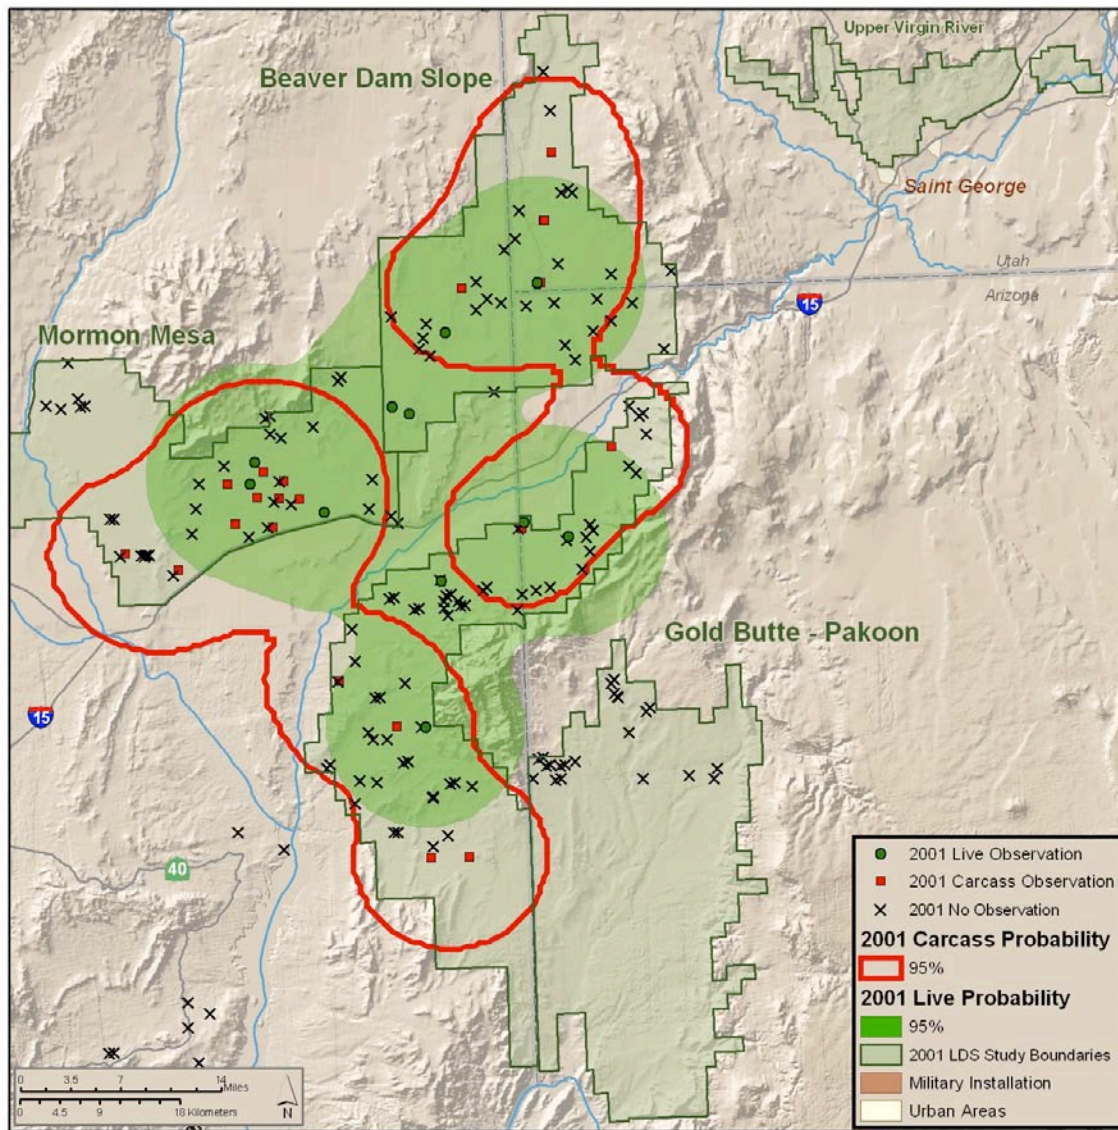 Upper Virgin River
Beaver Dam Slope
Saint George
Utah
Arizona
15
Mormon Mesa
Gold Butte - Pakoon
15
40
2001 Live Observation
2001 Carcass Observation
2001 No Observation
2001 Carcass Probability
95%
2001 Live Probability
95%
2001 LDS Study Boundaries
Military Installation
Urban Areas
0 3.5 7 14 Miles
0 4.5 9 18 Kilometers
N